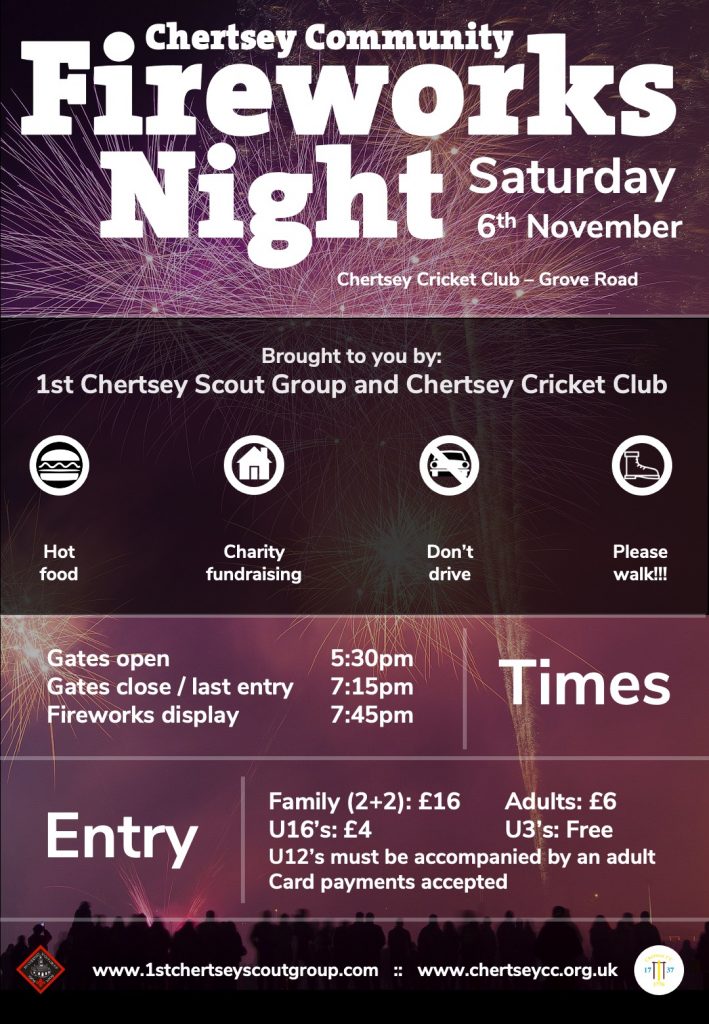 Chertsey Community
Fireworks
Night
Saturday
6th November
Chertsey Cricket Club – Grove Road
Brought to you by:
1st Chertsey Scout Group and Chertsey Cricket Club
Hot
food
Charity
fundraising
Don't
drive
Please
walk!!!
Gates open 5:30pm
Gates close / last entry 7:15pm
Fireworks display 7:45pm
Times
Entry
Family (2+2): £16 Adults: £6
U16's: £4 U3's: Free
U12's must be accompanied by an adult
Card payments accepted
www.1stchertseyscoutgroup.com :: www.chertseycc.org.uk
17 37